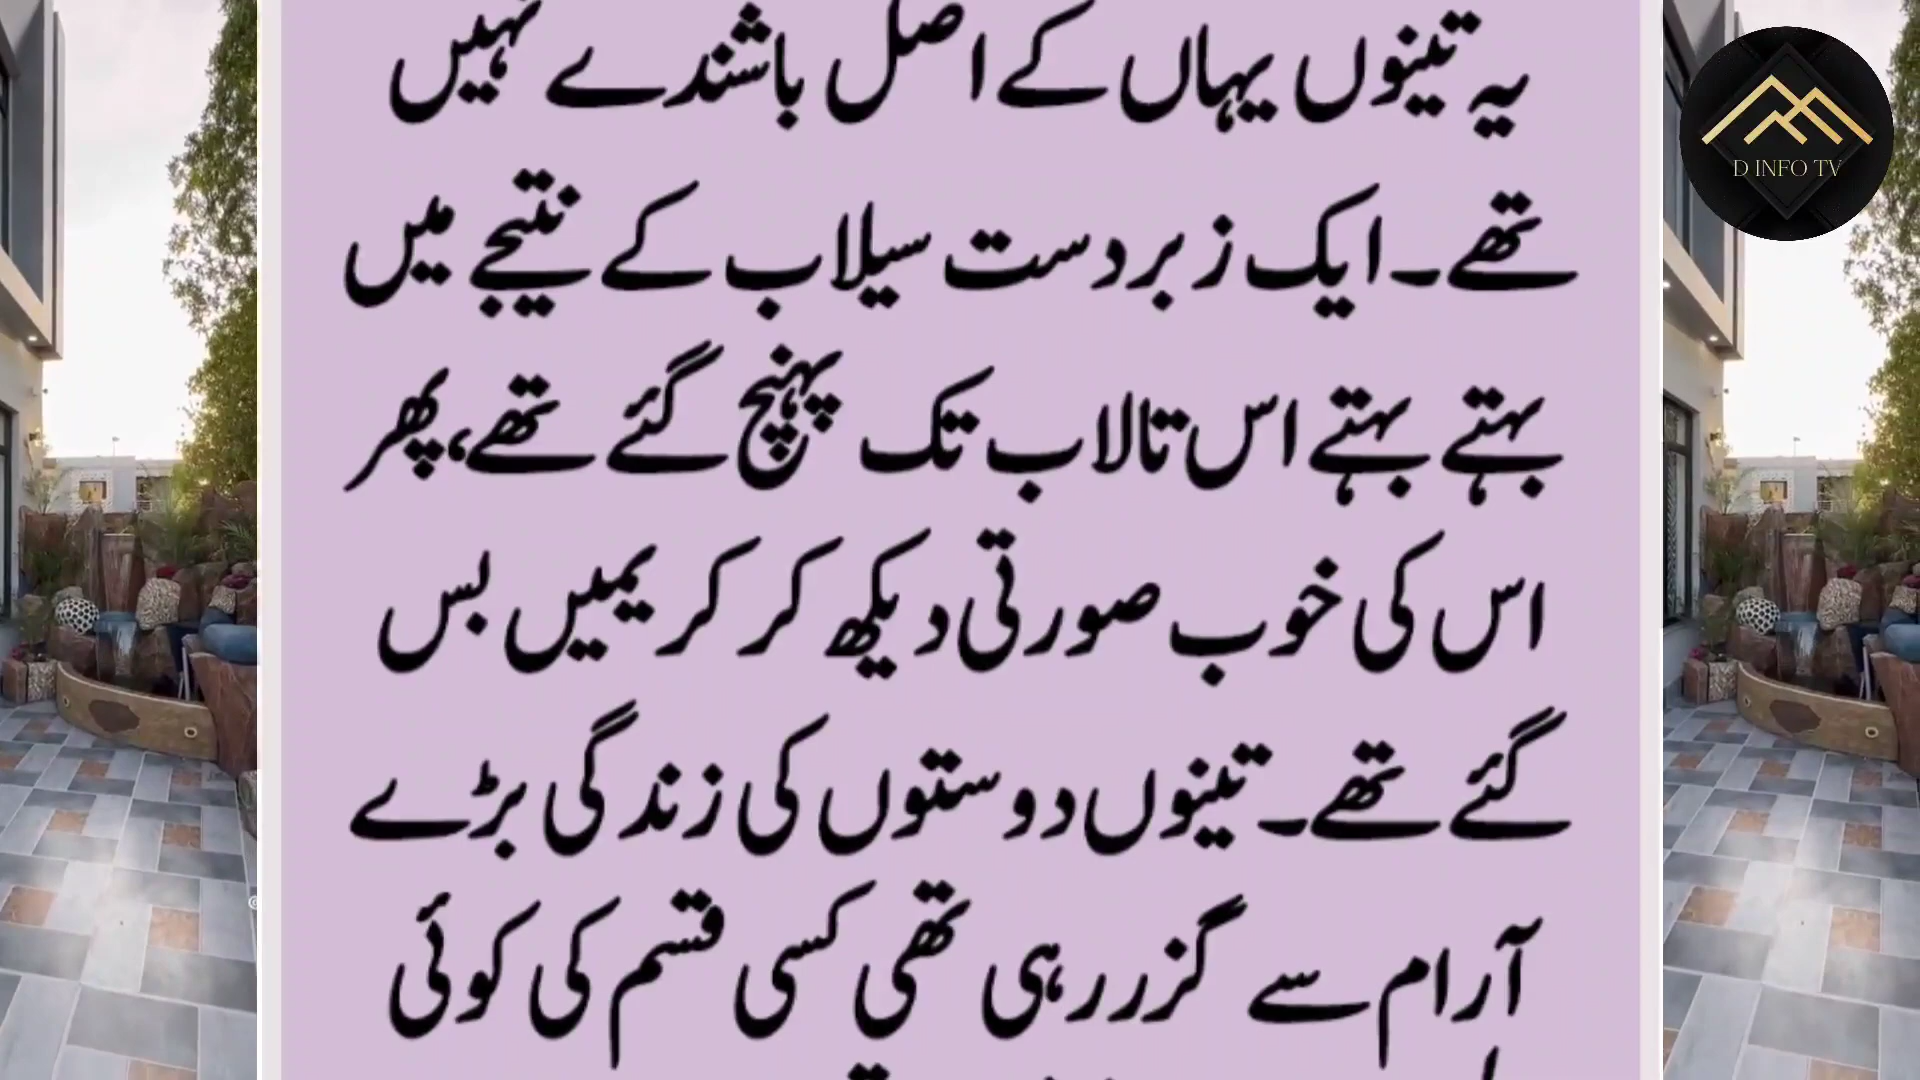 یہ تینوں یہاں کے اصل باشندے نہیں
تھے۔ ایک زبردست سیلاب کے نتیجے میں
بہتے بہتے اس تالاب تک پہنچ گئے تھے، پھر
اس کی خوب صورتی دیکھ کر کر یمیں بس
گئے تھے۔ تینوں دوستوں کی زندگی بڑے
آرام سے گزر رہی تھی کسی قسم کی کوئی
D INFO TV